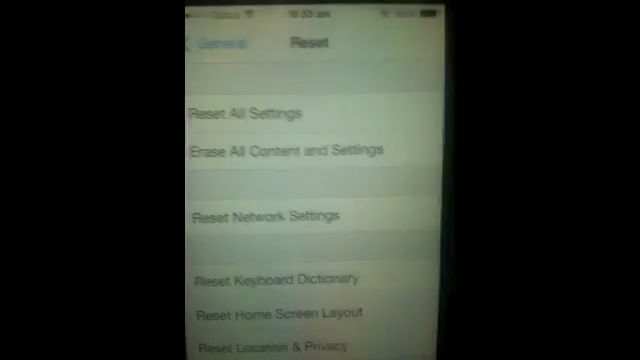 General Reset
Reset All Settings
Erase All Content and Settings
Reset Network Settings
Reset Keyboard Dictionary
Reset Home Screen Layout
Reset Location & Privacy